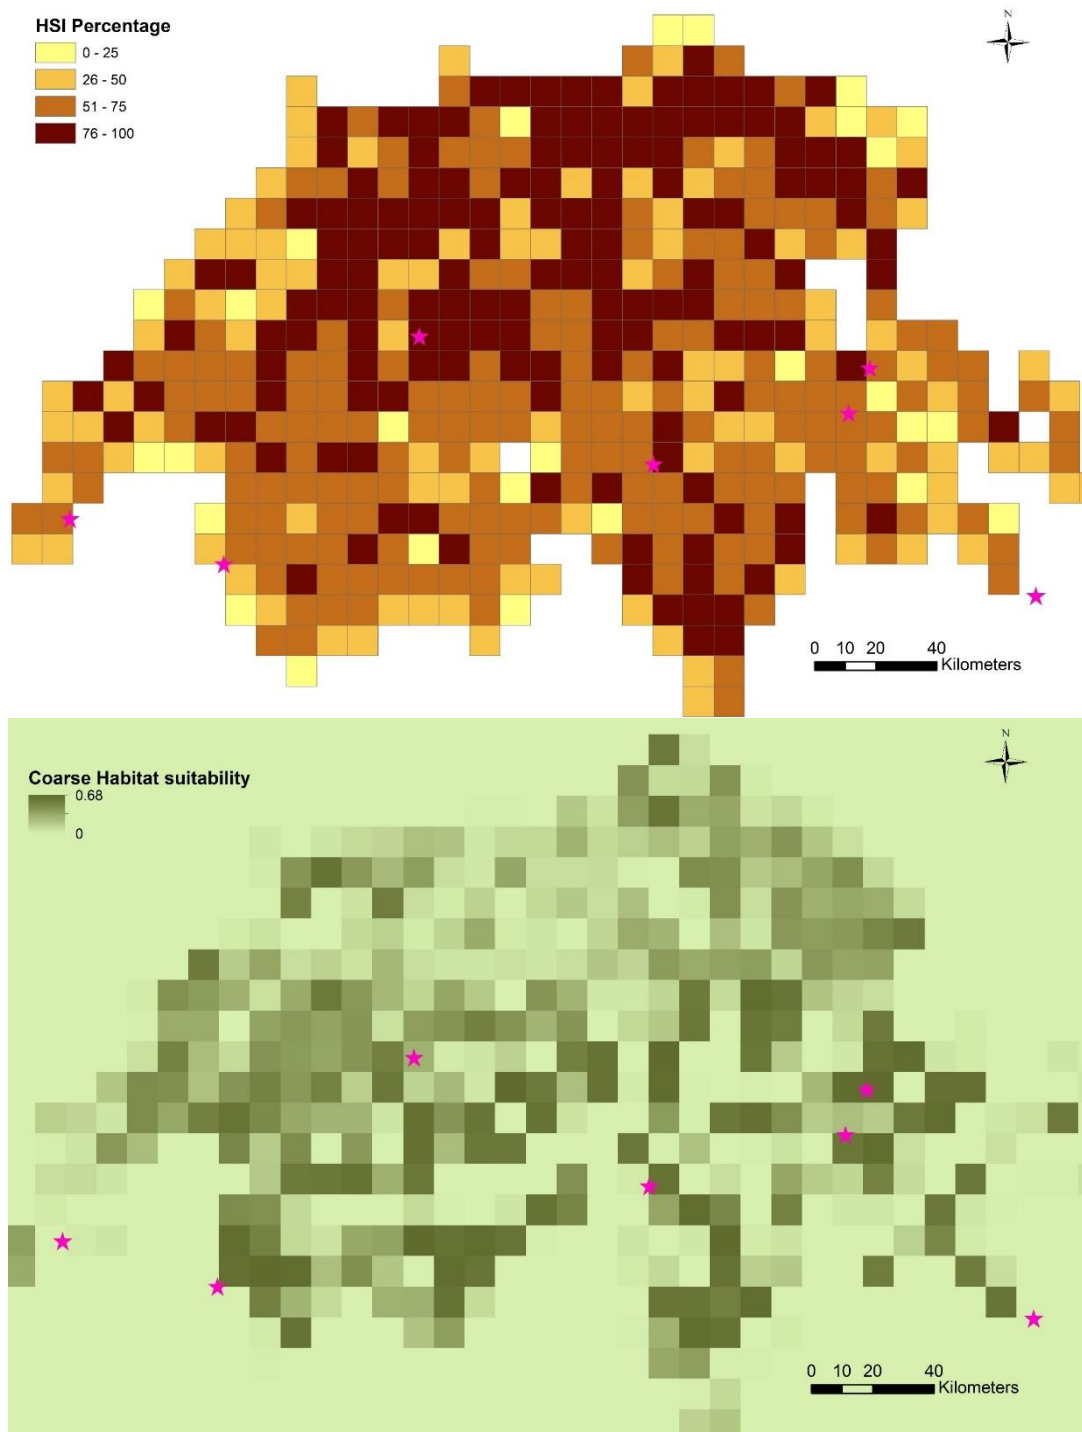 HSI Percentage
0 - 25
26 - 50
51 - 75
76 - 100
N
0 10 20 40
Kilometers
Coarse Habitat suitability
0.68
0
N
0 10 20 40
Kilometers